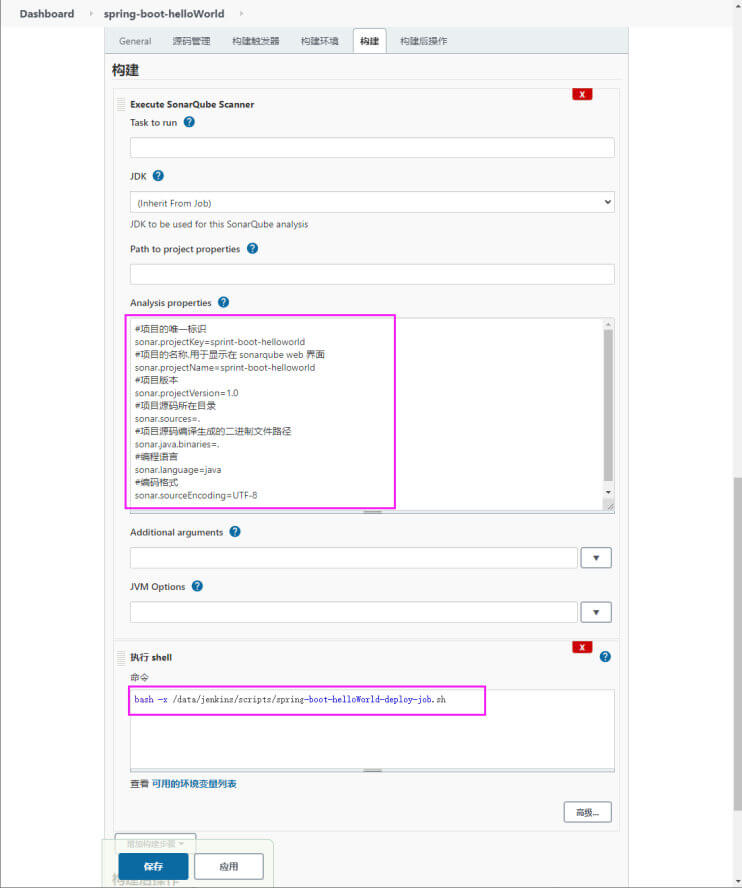 Dashboard spring-boot-helloWorld
General 源码管理 构建触发器 构建环境 构建 构建后操作
构建
Execute SonarQube Scanner
X
Task to run ?
JDK ?
(Inherit From Job)
JDK to be used for this SonarQube analysis
Path to project properties ?
Analysis properties ?
#项目的唯一标识
sonar.projectKey=sprint-boot-helloworld
#项目的名称,用于显示在 sonarqube web 界面
sonar.projectName=sprint-boot-helloworld
#项目版本
sonar.projectVersion=1.0
#项目源码所在目录
sonar.sources=.
#项目源码编译生成的二进制文件路径
sonar.java.binaries=.
#编程语言
sonar.language=java
#编码格式
sonar.sourceEncoding=UTF-8
Additional arguments ?
JVM Options ?
X
执行 shell ?
命令
bash -x /data/jenkins/scripts/spring-boot-helloWorld-deploy-job.sh
查看 可用的环境变量列表
高级...
增加构建步骤
保存 应用
构建后操作